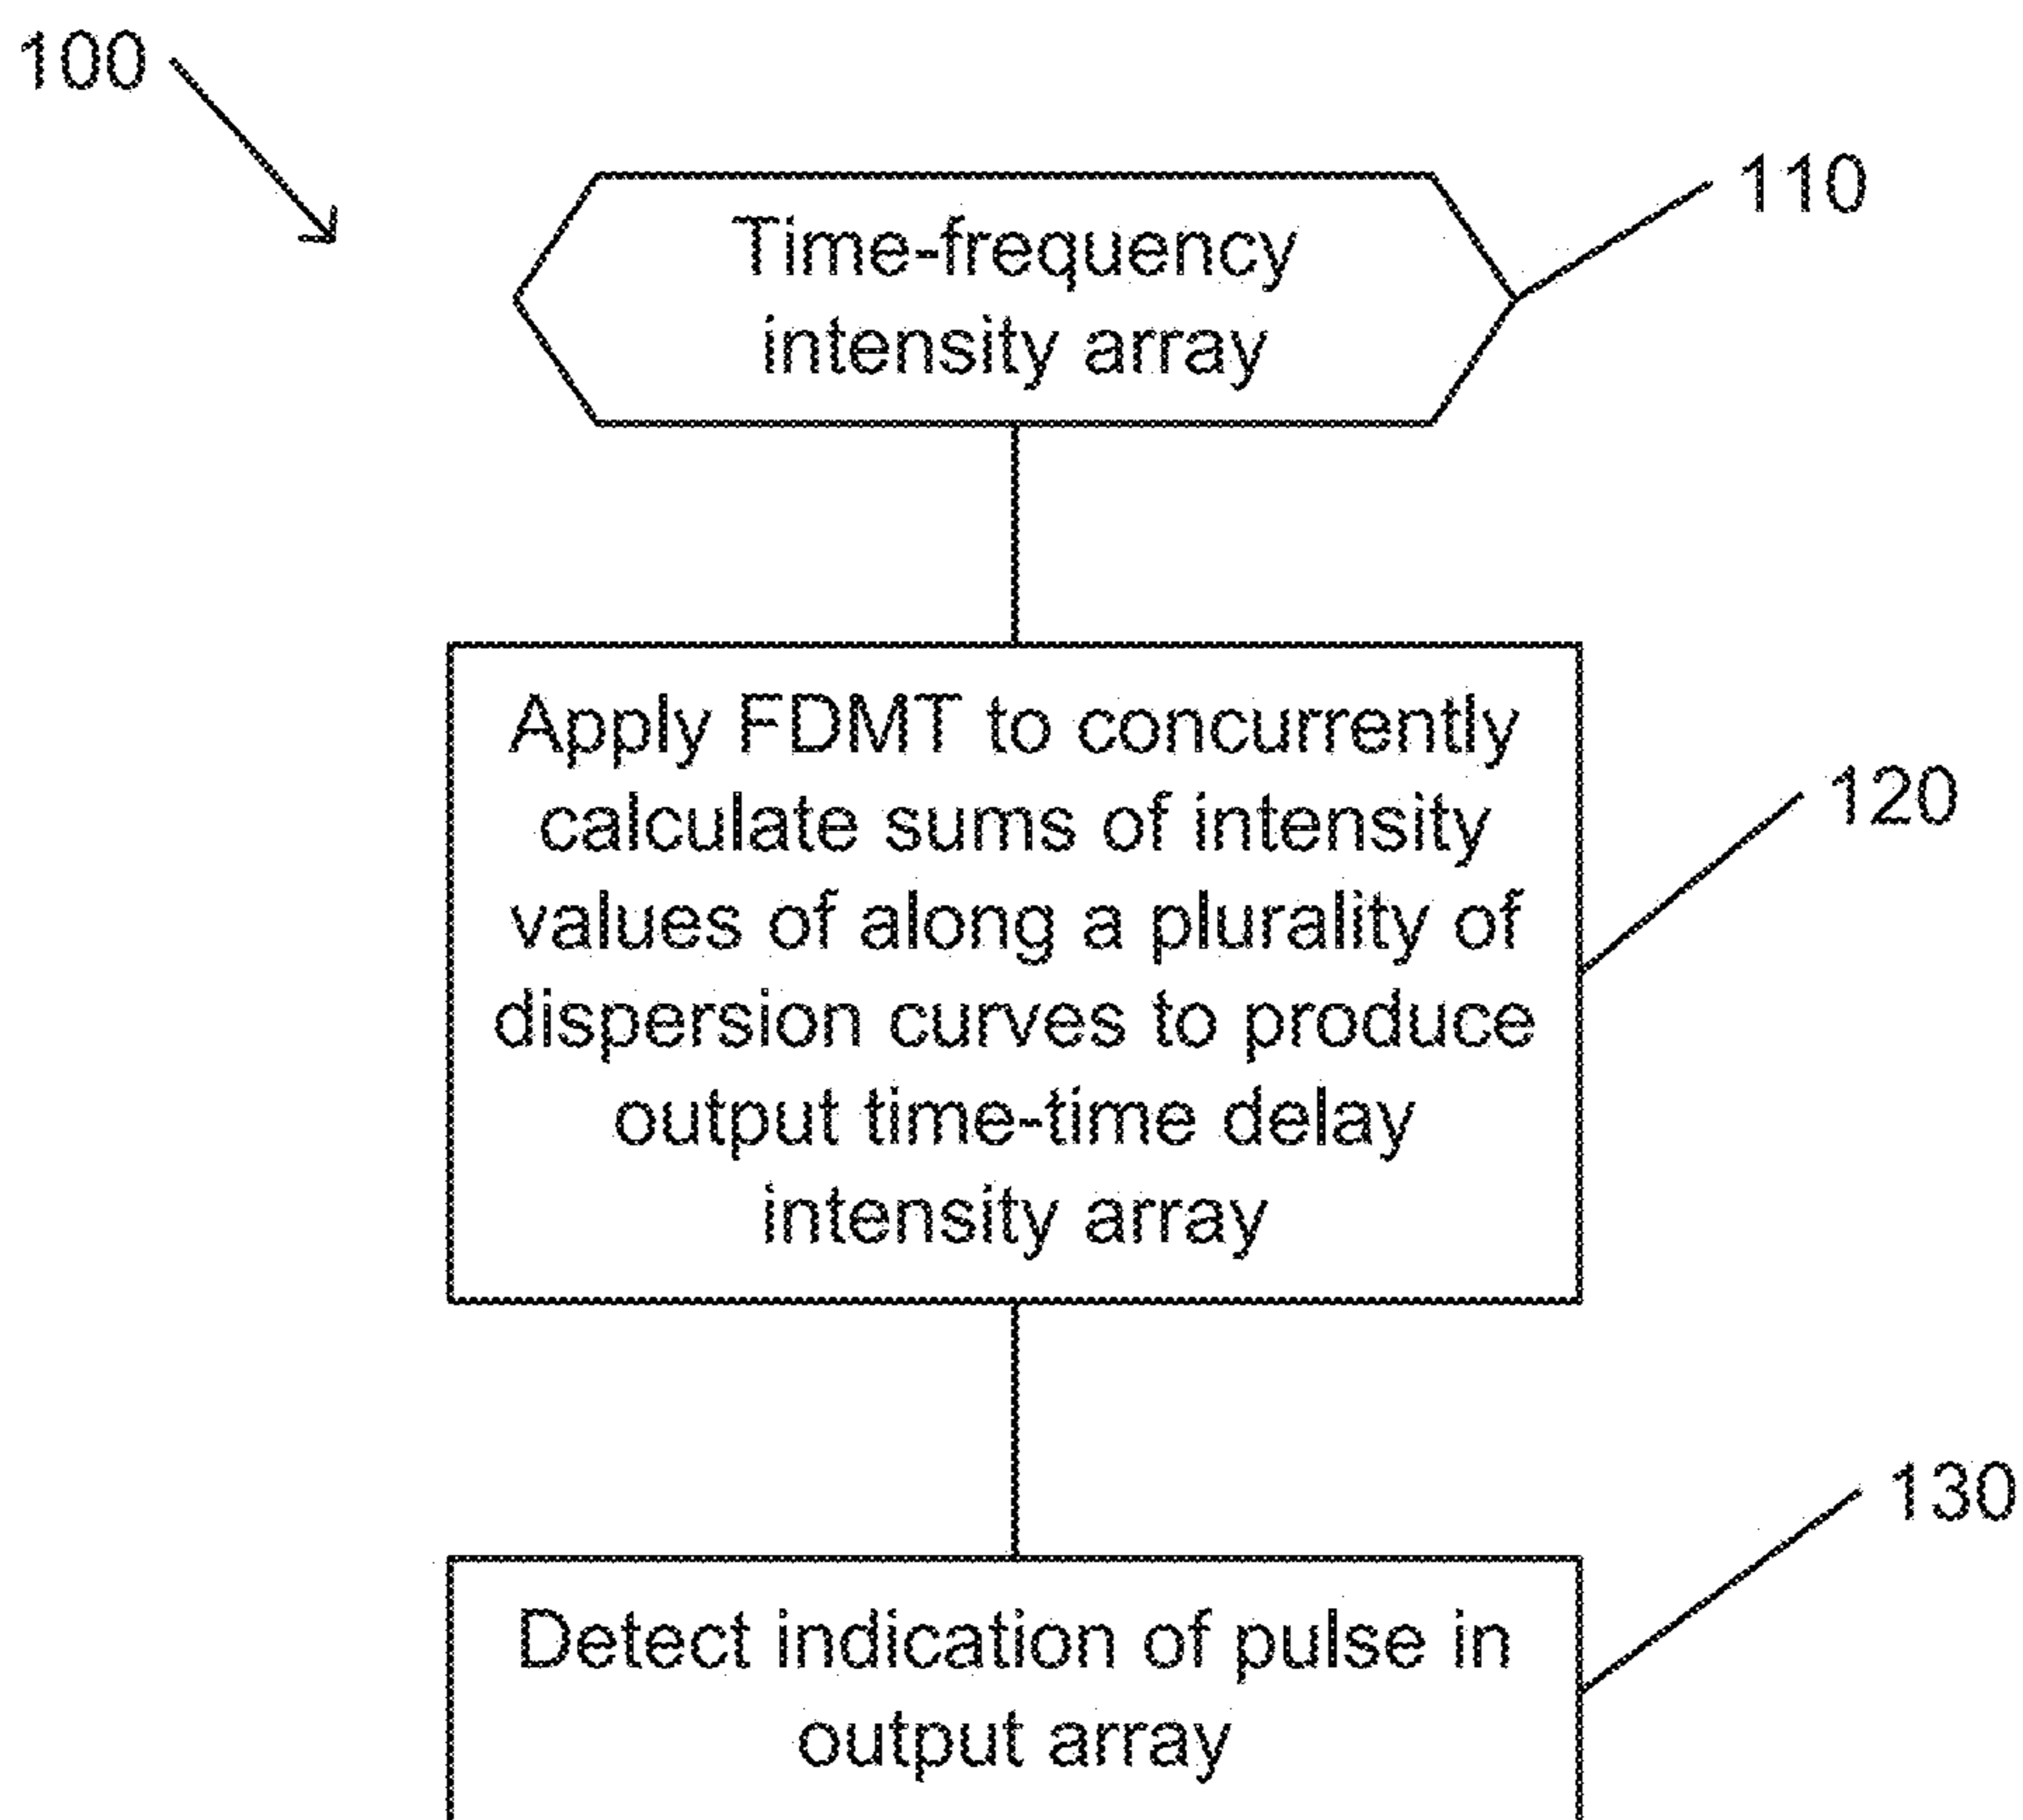 100
110
Time-frequency
intensity array
Apply FDMT to concurrently
calculate sums of intensity
values of along a plurality of
dispersion curves to produce
output time-time delay
intensity array
120
130
Detect indication of pulse in
output array